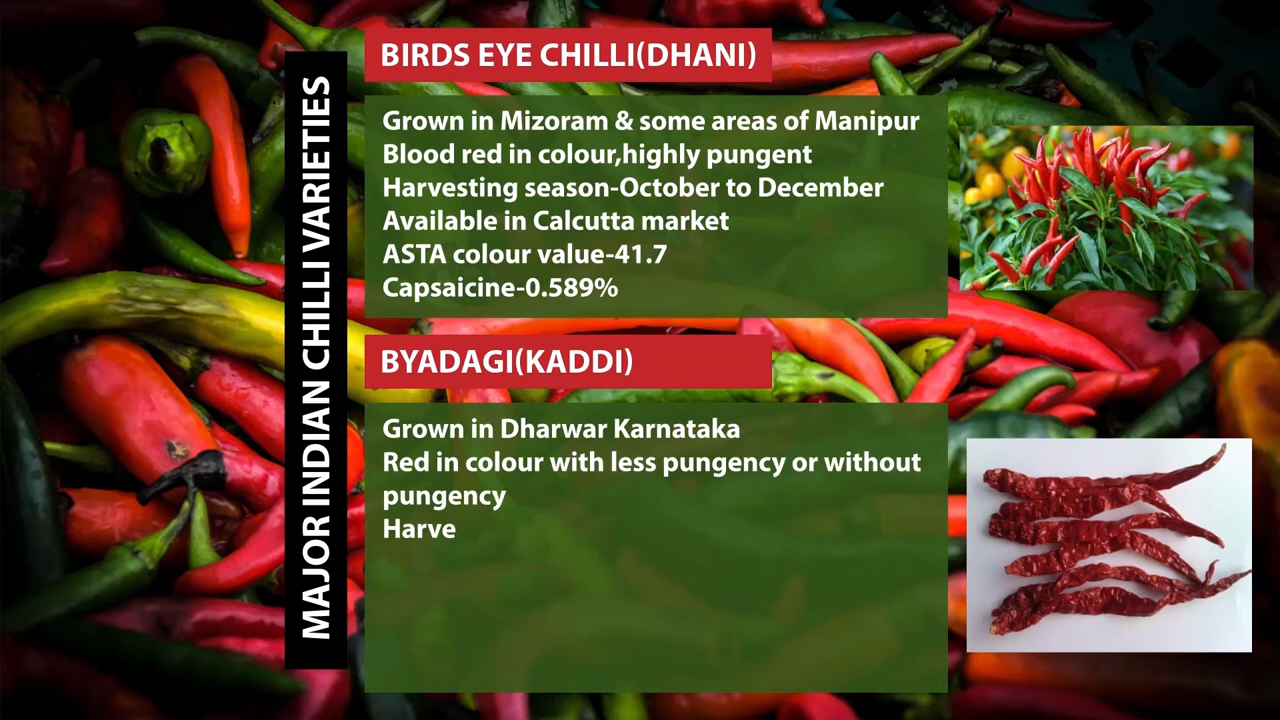 MAJOR INDIAN CHILLI VARIETIES
BIRDS EYE CHILLI(DHANI)
Grown in Mizoram & some areas of Manipur
Blood red in colour,highly pungent
Harvesting season-October to December
Available in Calcutta market
ASTA colour value-41.7
Capsaicine-0.589%
BYADAGI(KADDI)
Grown in Dharwar Karnataka
Red in colour with less pungency or without
pungency
Harve